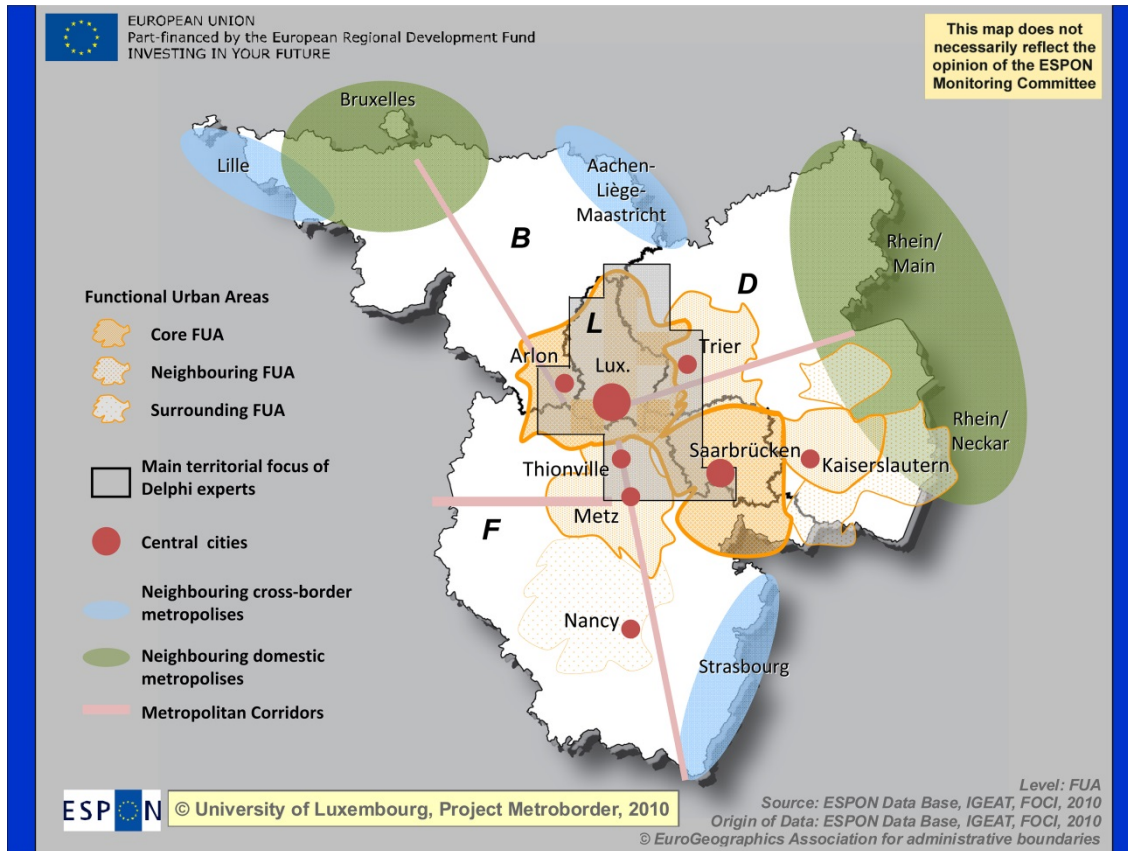 EUROPEAN UNION
Part-financed by the European Regional Development Fund
INVESTING IN YOUR FUTURE
This map does not
necessarily reflect the
opinion of the ESPON
Monitoring Committee
Bruxelles
Lille
Aachen-
Liège-
Maastricht
B
Rhein/
Main
D
L
Arlon
Lux.
Trier
Rhein/
Neckar
Saarbrücken
Kaiserslautern
Thionville
Metz
F
Nancy
Strasbourg
Functional Urban Areas
Core FUA
Neighbouring FUA
Surrounding FUA
Main territorial focus of
Delphi experts
Central cities
Neighbouring cross-border
metropolises
Neighbouring domestic
metropolises
Metropolitan Corridors
ESPON
© University of Luxembourg, Project Metroborder, 2010
Level: FUA
Source: ESPON Data Base, IGEAT, FOCI, 2010
Origin of Data: ESPON Data Base, IGEAT, FOCI, 2010
© EuroGeographics Association for administrative boundaries